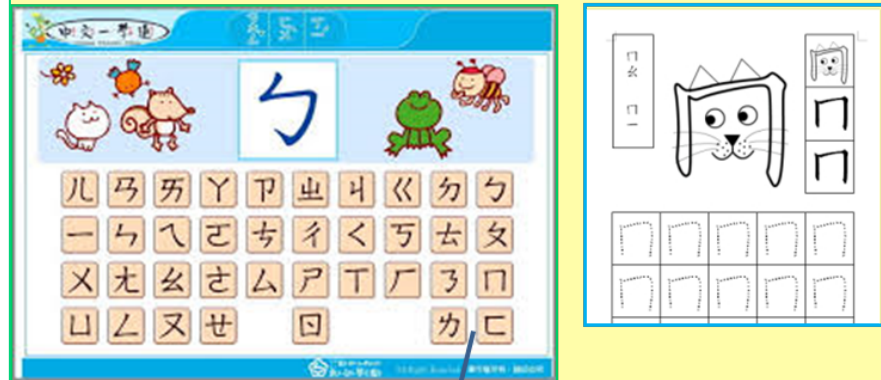 中文一學通
ㄅ
ㄦ ㄢ ㄞ ㄚ ㄗ ㄓ ㄐ ㄍ ㄉ ㄅ
ㄧ ㄣ ㄟ ㄛ ㄘ ㄔ ㄑ ㄎ ㄊ ㄆ
ㄨ ㄤ ㄠ ㄜ ㄙ ㄕ ㄒ ㄏ ㄋ ㄇ
ㄩ ㄥ ㄡ ㄝ ㄖ ㄌ ㄈ
ㄇㄠ ㄇㄧ
ㄇ
ㄇ
ㄇ
ㄇ
ㄇ ㄇ ㄇ ㄇ ㄇ
ㄇ ㄇ ㄇ ㄇ ㄇ